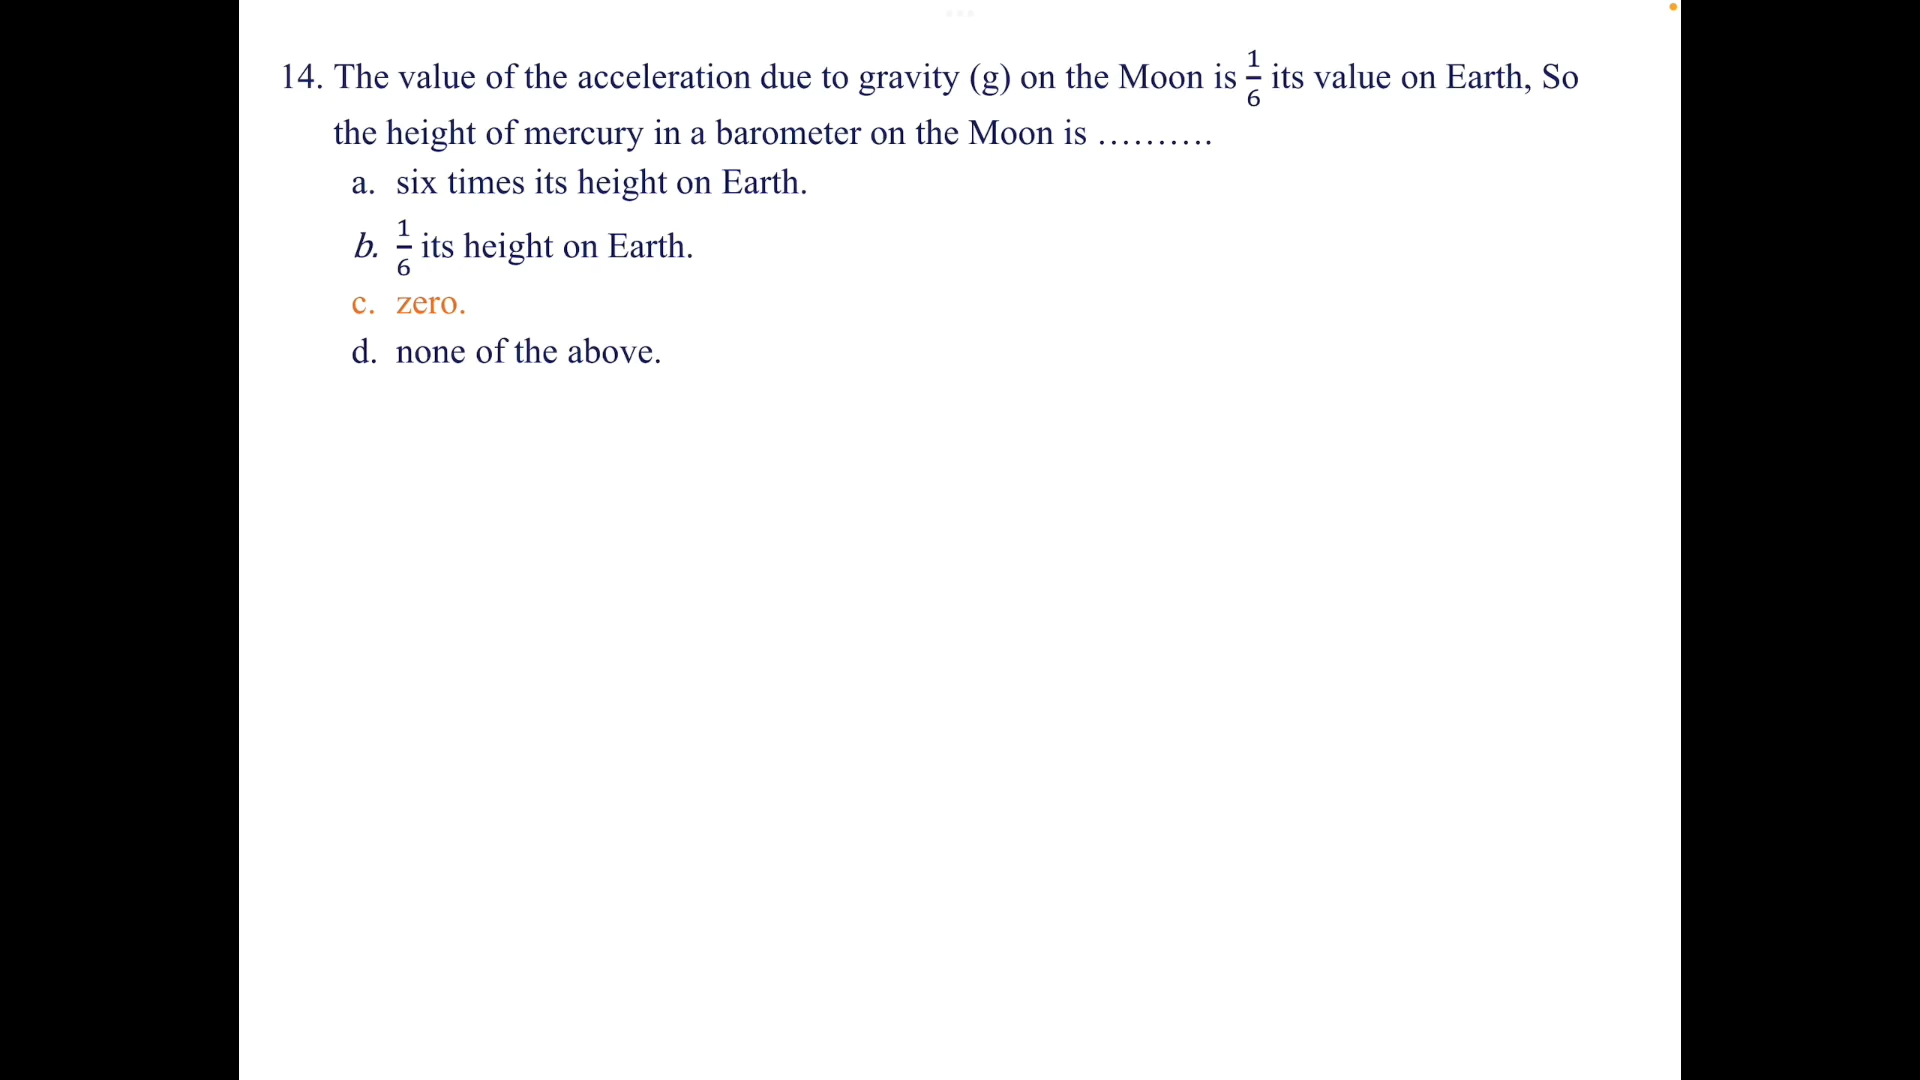 14. The value of the acceleration due to gravity (g) on the Moon is 1/6 its value on Earth, So
the height of mercury in a barometer on the Moon is ……….
a. six times its height on Earth.
b. 1/6 its height on Earth.
c. zero.
d. none of the above.